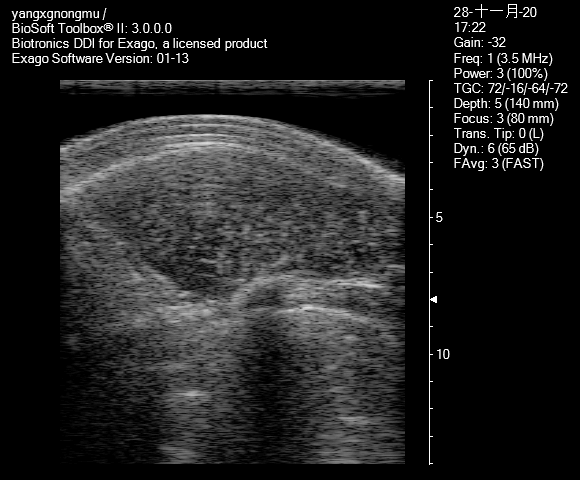 yangxgnongmu /
BioSoft Toolbox® II: 3.0.0.0
Biotronics DDI for Exago, a licensed product
Exago Software Version: 01-13
28-十一月-20
17:22
Gain: -32
Freq: 1 (3.5 MHz)
Power: 3 (100%)
TGC: 72/-16/-64/-72
Depth: 5 (140 mm)
Focus: 3 (80 mm)
Trans. Tip: 0 (L)
Dyn.: 6 (65 dB)
FAvg: 3 (FAST)
5
10